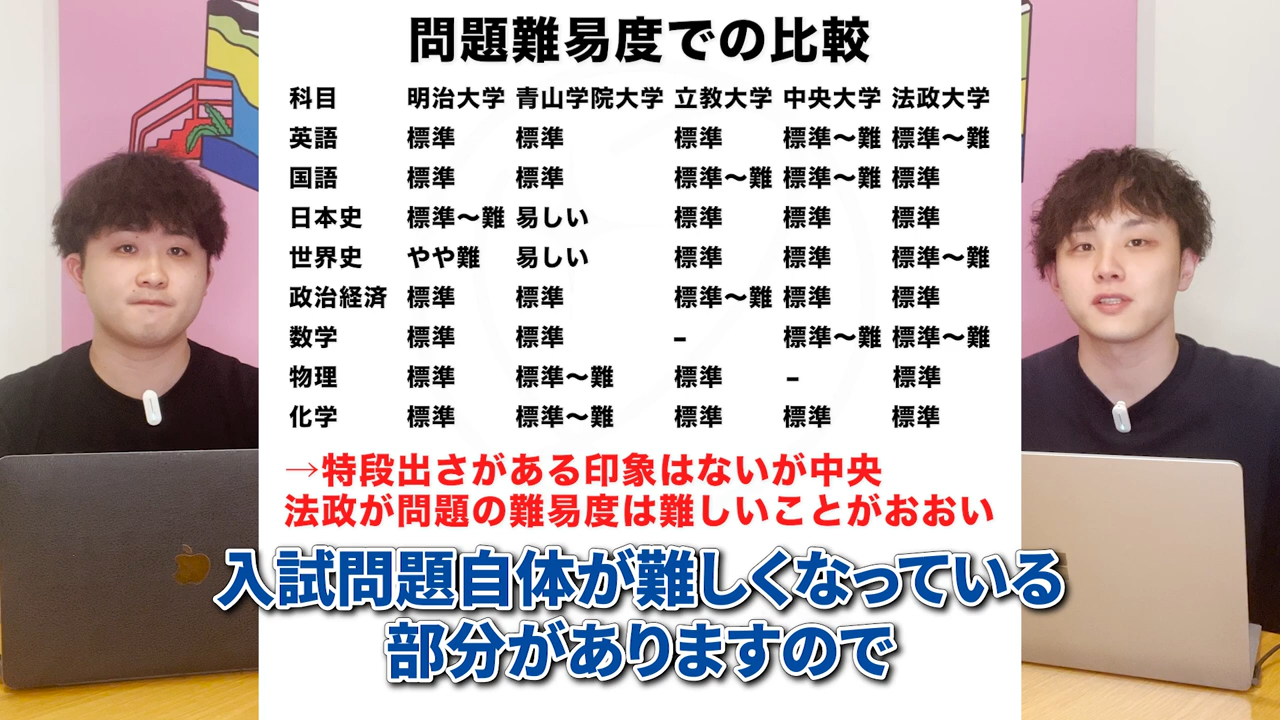 問題難易度での比較
科目 明治大学 青山学院大学 立教大学 中央大学 法政大学
英語 標準 標準 標準 標準〜難 標準〜難
国語 標準 標準 標準〜難 標準〜難 標準
日本史 標準〜難 易しい 標準 標準 標準
世界史 やや難 易しい 標準 標準 標準〜難
政治経済 標準 標準 標準〜難 標準 標準
数学 標準 標準 – 標準〜難 標準〜難
物理 標準 標準〜難 標準 – 標準
化学 標準 標準〜難 標準 標準 標準
→特段出さがある印象はないが中央
法政が問題の難易度は難しいことがおおい
入試問題自体が難しくなっている
部分がありますので